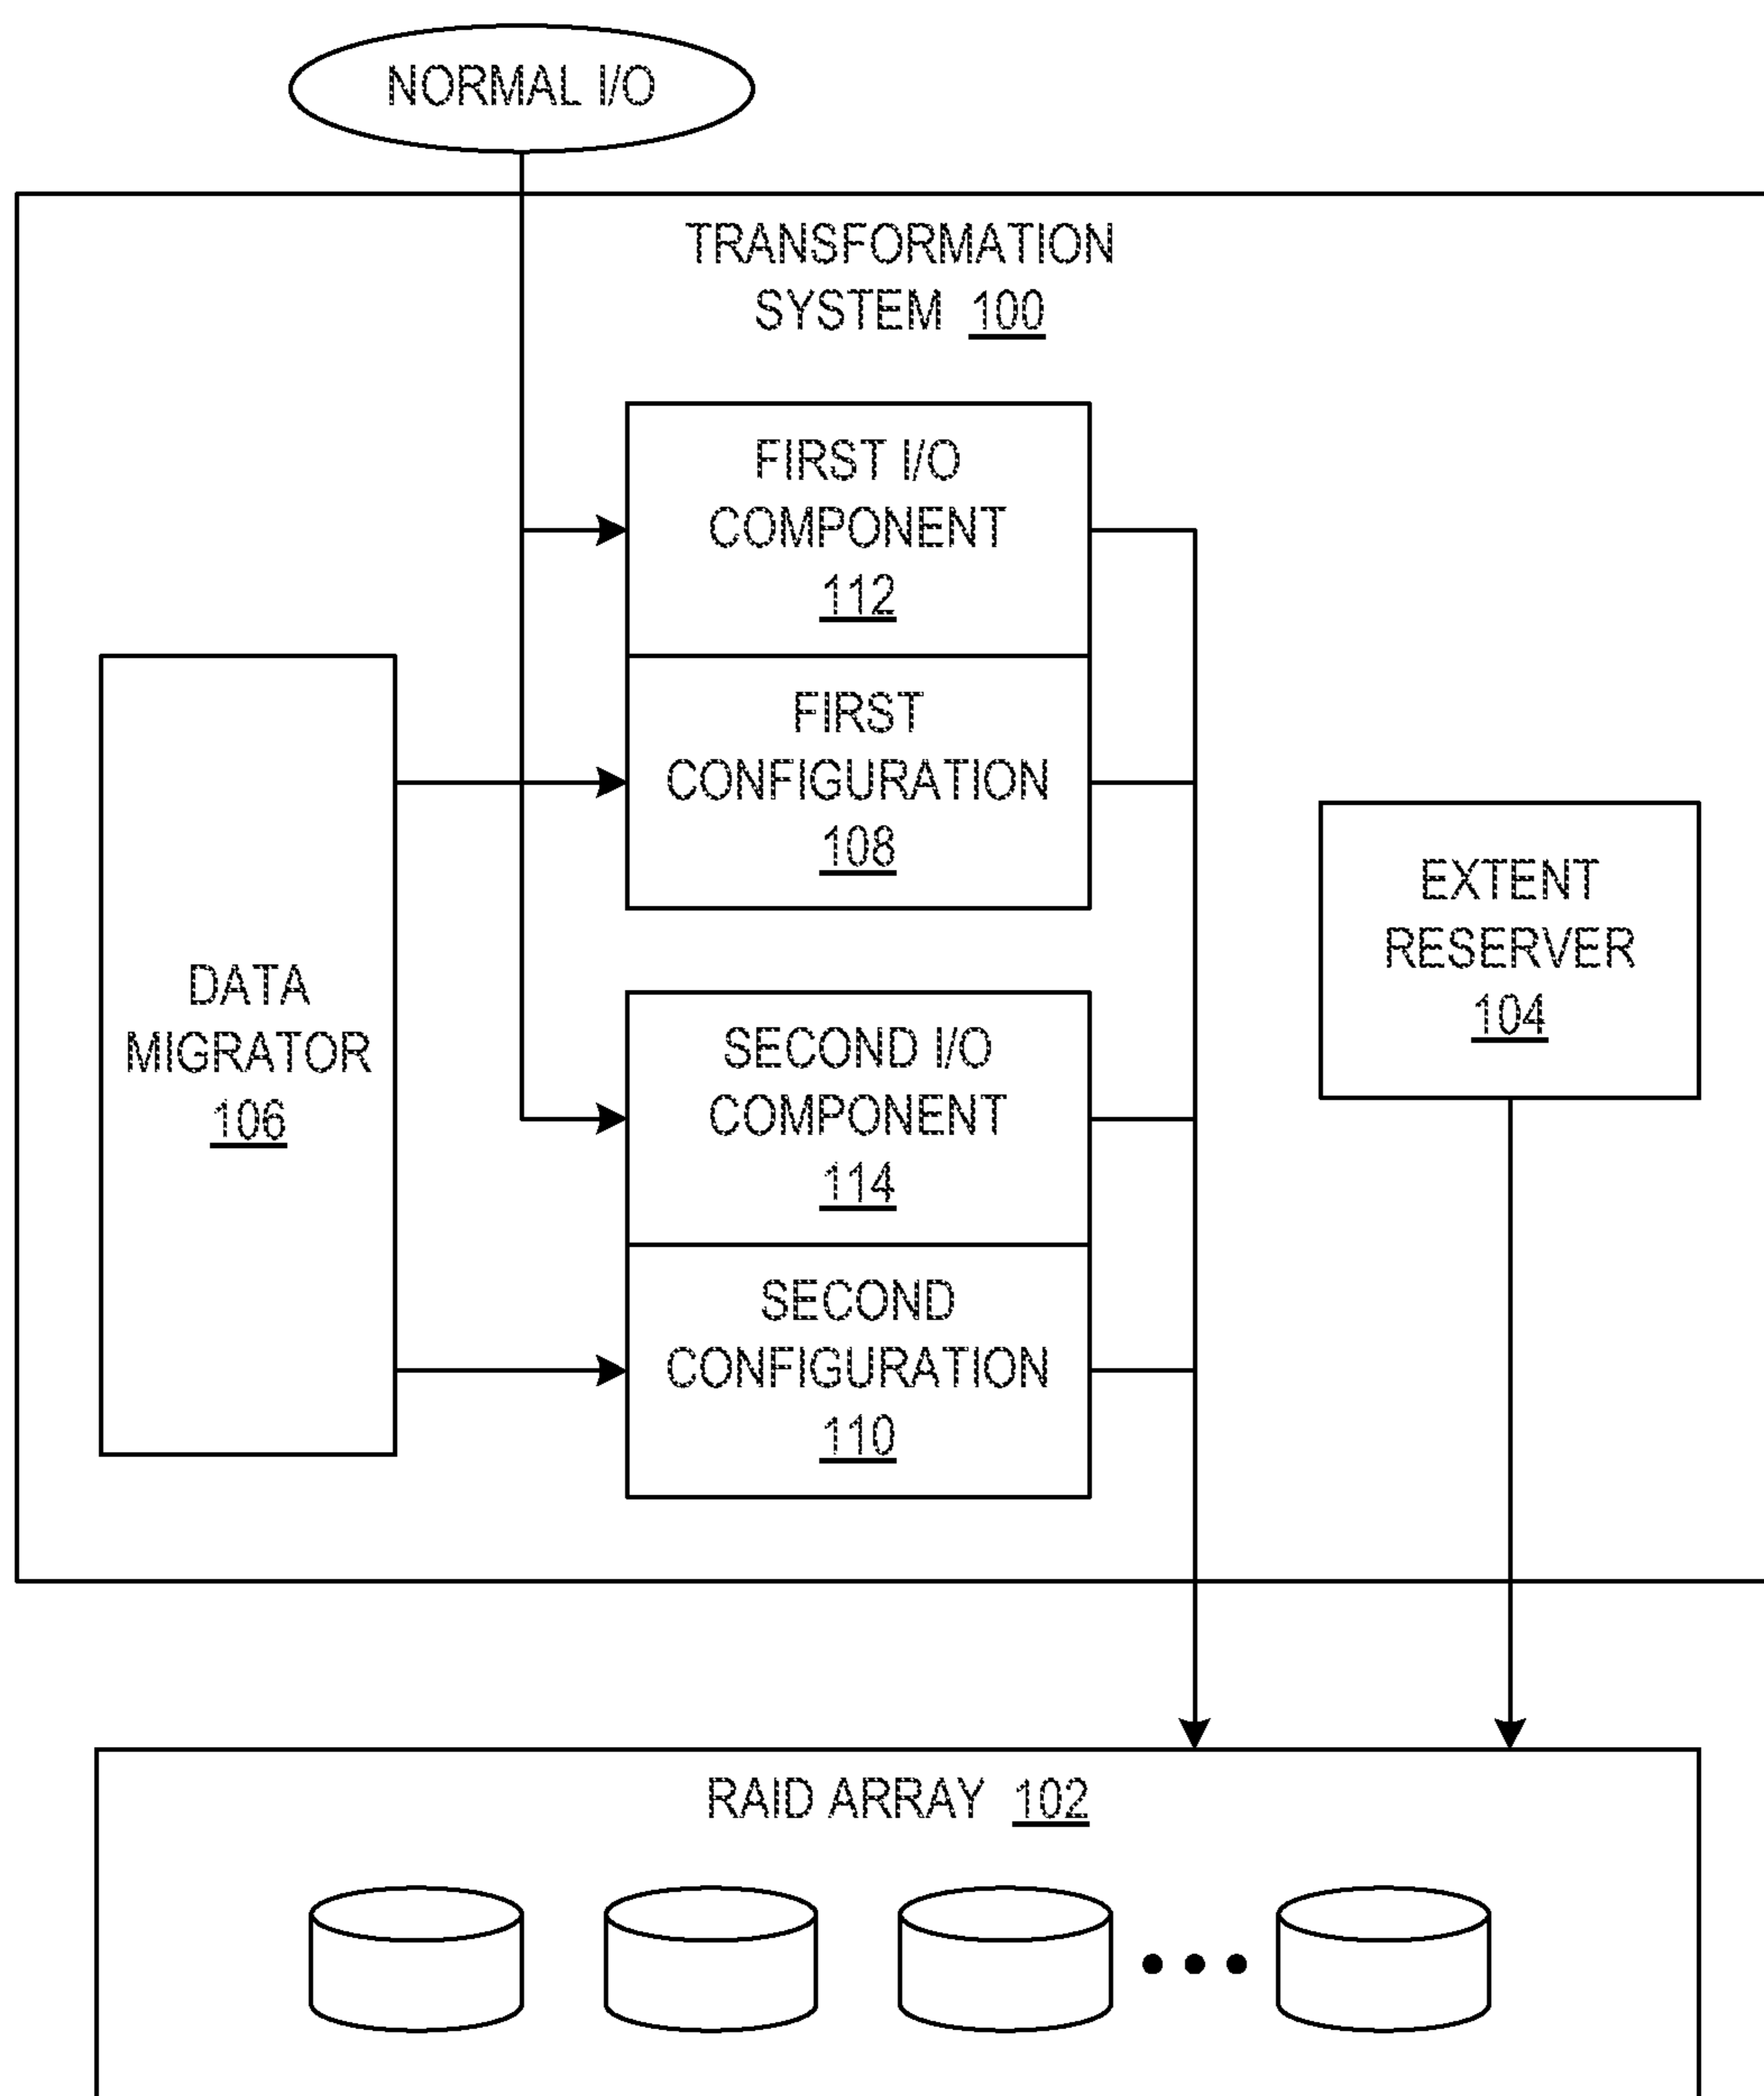 NORMAL I/O
TRANSFORMATION
SYSTEM 100
FIRST I/O
COMPONENT
112
FIRST
CONFIGURATION
108
EXTENT
RESERVER
104
DATA
MIGRATOR
106
SECOND I/O
COMPONENT
114
SECOND
CONFIGURATION
110
RAID ARRAY 102